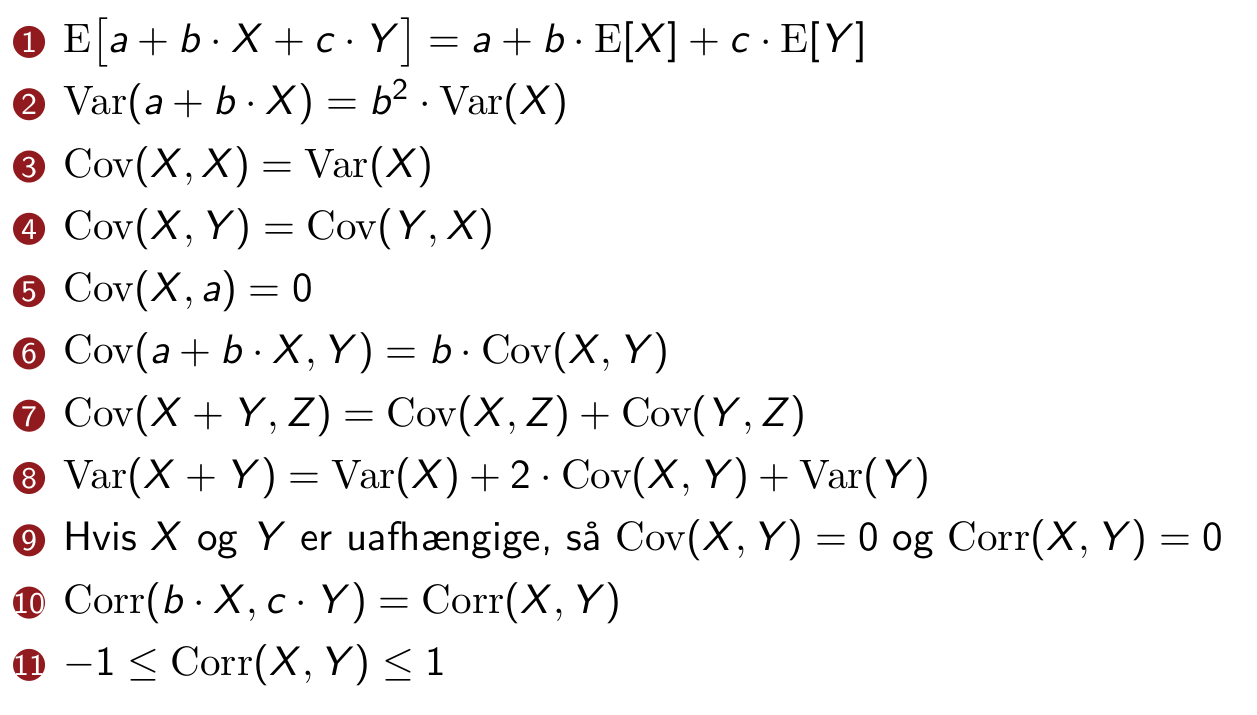 1 E[a + b · X + c · Y] = a + b · E[X] + c · E[Y]
2 Var(a + b · X) = b² · Var(X)
3 Cov(X, X) = Var(X)
4 Cov(X, Y) = Cov(Y, X)
5 Cov(X, a) = 0
6 Cov(a + b · X, Y) = b · Cov(X, Y)
7 Cov(X + Y, Z) = Cov(X, Z) + Cov(Y, Z)
8 Var(X + Y) = Var(X) + 2 · Cov(X, Y) + Var(Y)
9 Hvis X og Y er uafhængige, så Cov(X, Y) = 0 og Corr(X, Y) = 0
10 Corr(b · X, c · Y) = Corr(X, Y)
11 −1 ≤ Corr(X, Y) ≤ 1